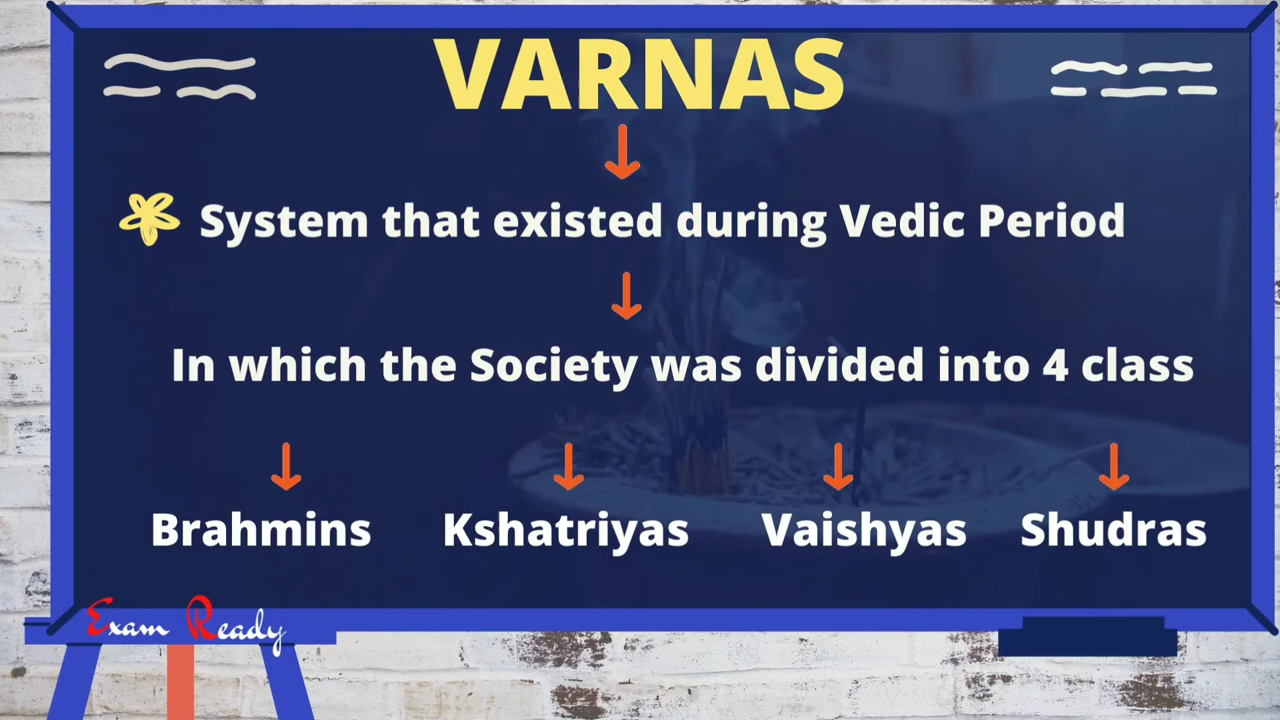 VARNAS
System that existed during Vedic Period
In which the Society was divided into 4 class
Brahmins Kshatriyas Vaishyas Shudras
Exam Ready